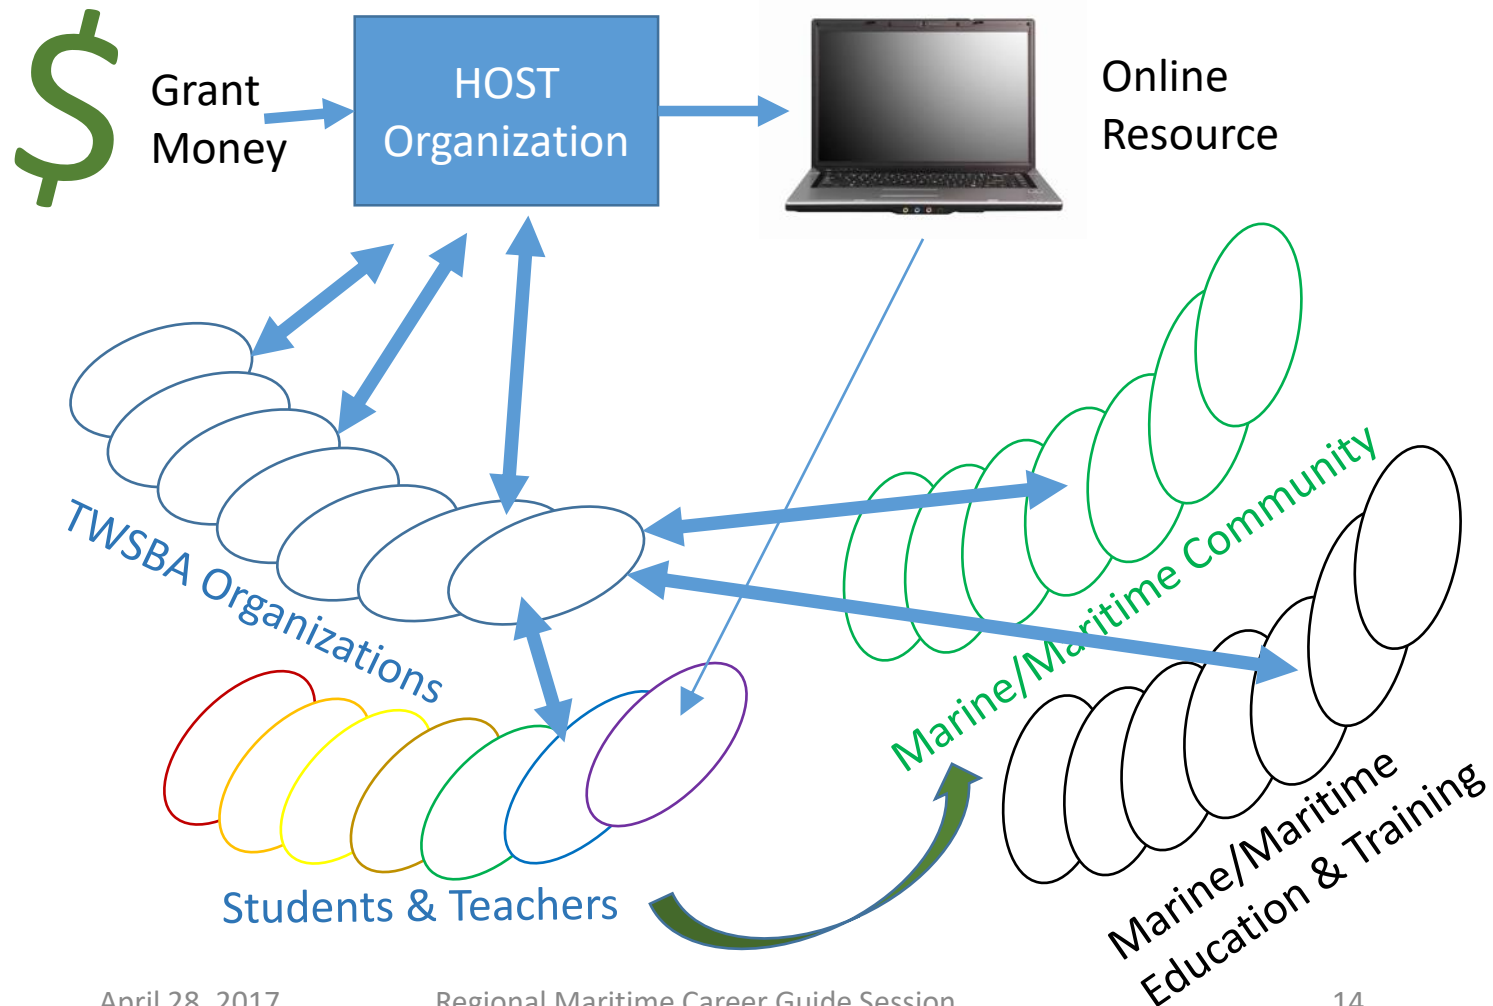 $
Grant
Money
HOST
Organization
Online
Resource
TWSBA Organizations
Marine/Maritime Community
Students & Teachers
Marine/Maritime
Education & Training
April 28, 2017
Regional Maritime Career Guide Session
14